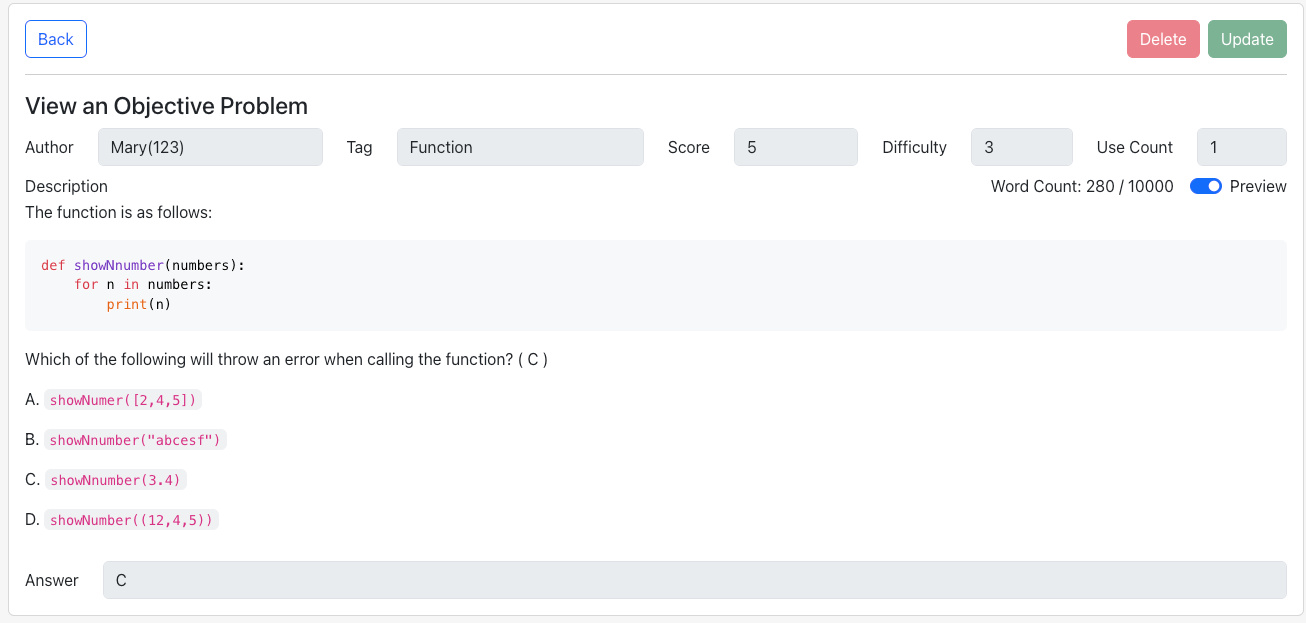 Back Delete Update
View an Objective Problem
Author Mary(123) Tag Function Score 5 Difficulty 3 Use Count 1
Description Word Count: 280 / 10000 Preview
The function is as follows:
def showNnumber(numbers):
    for n in numbers:
        print(n)
Which of the following will throw an error when calling the function? ( C )
A. showNumer([2,4,5])
B. showNnumber("abcesf")
C. showNnumber(3.4)
D. showNumber((12,4,5))
Answer C